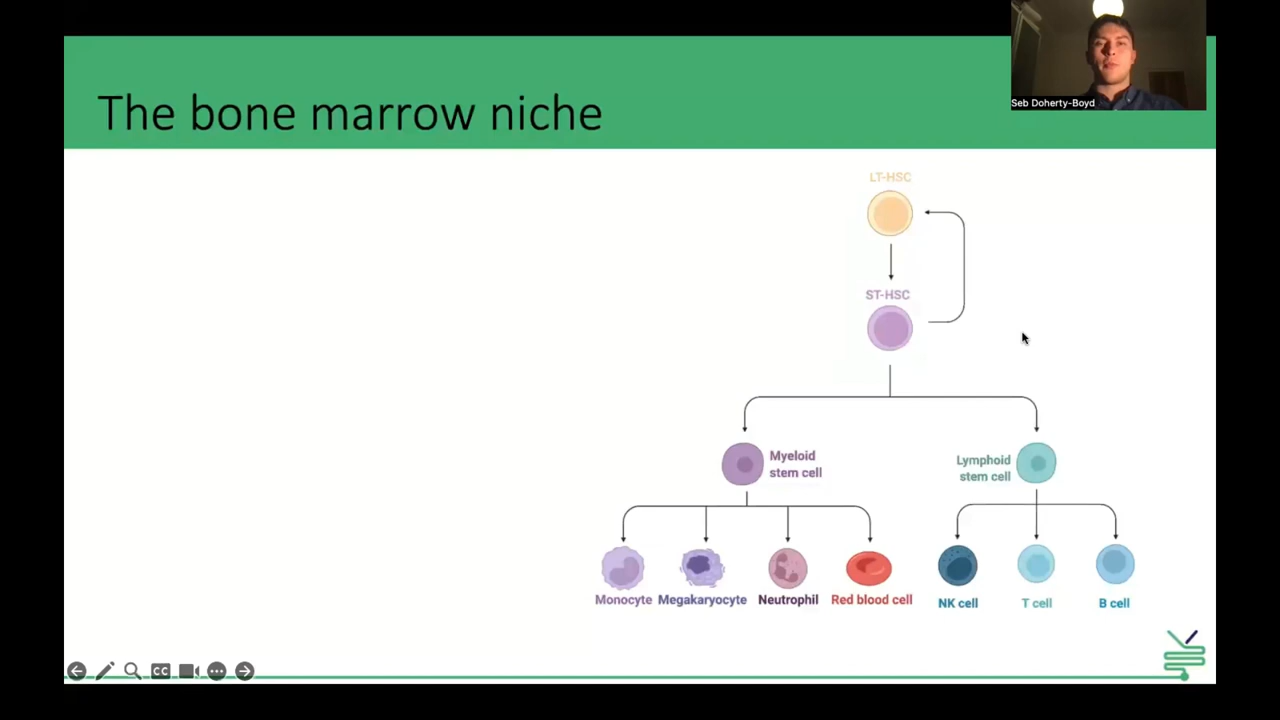 Seb Doherty-Boyd
The bone marrow niche
LT-HSC
ST-HSC
Myeloid
stem cell
Lymphoid
stem cell
Monocyte
Megakaryocyte
Neutrophil
Red blood cell
NK cell
T cell
B cell
CC